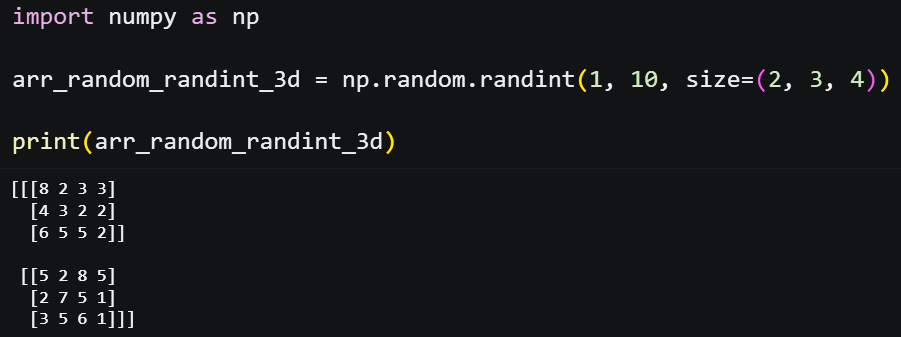 import numpy as np
arr_random_randint_3d = np.random.randint(1, 10, size=(2, 3, 4))
print(arr_random_randint_3d)
[[[8 2 3 3]
  [4 3 2 2]
  [6 5 5 2]]
 [[5 2 8 5]
  [2 7 5 1]
  [3 5 6 1]]]